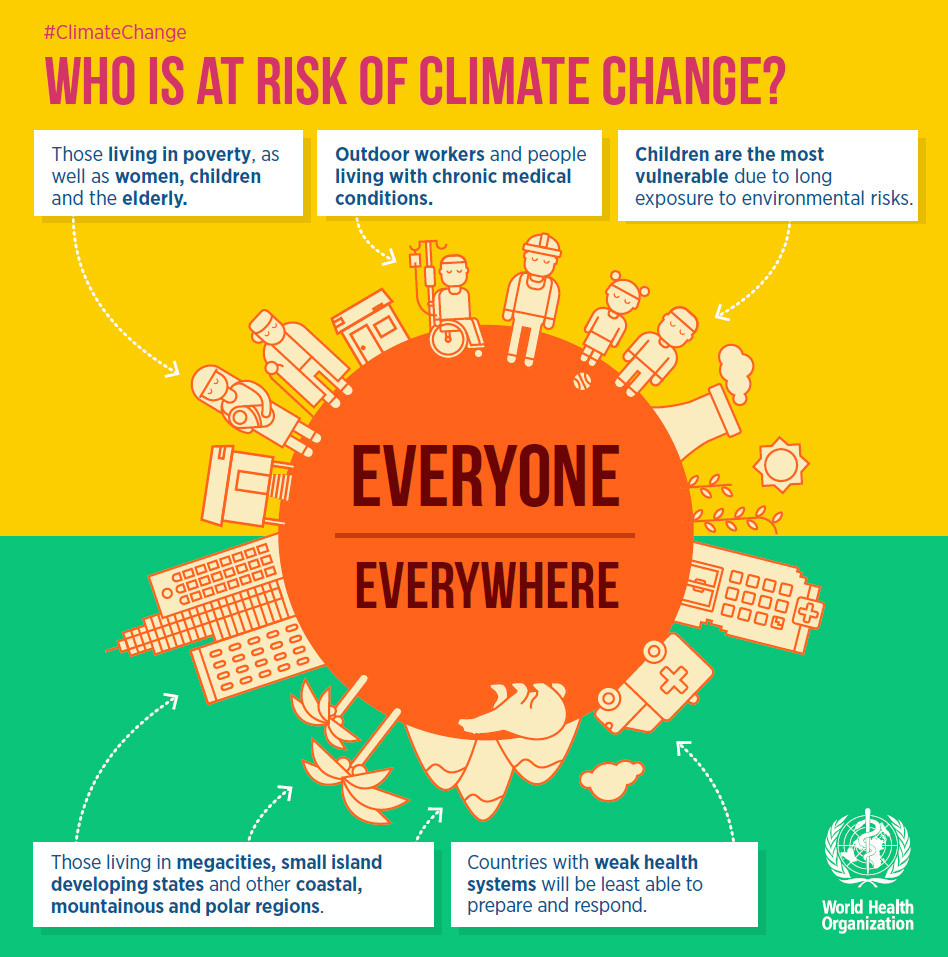 #ClimateChange
WHO IS AT RISK OF CLIMATE CHANGE?
Those living in poverty, as
well as women, children
and the elderly.
Outdoor workers and people
living with chronic medical
conditions.
Children are the most
vulnerable due to long
exposure to environmental risks.
EVERYONE
EVERYWHERE
Those living in megacities, small island
developing states and other coastal,
mountainous and polar regions.
Countries with weak health
systems will be least able to
prepare and respond.
World Health
Organization